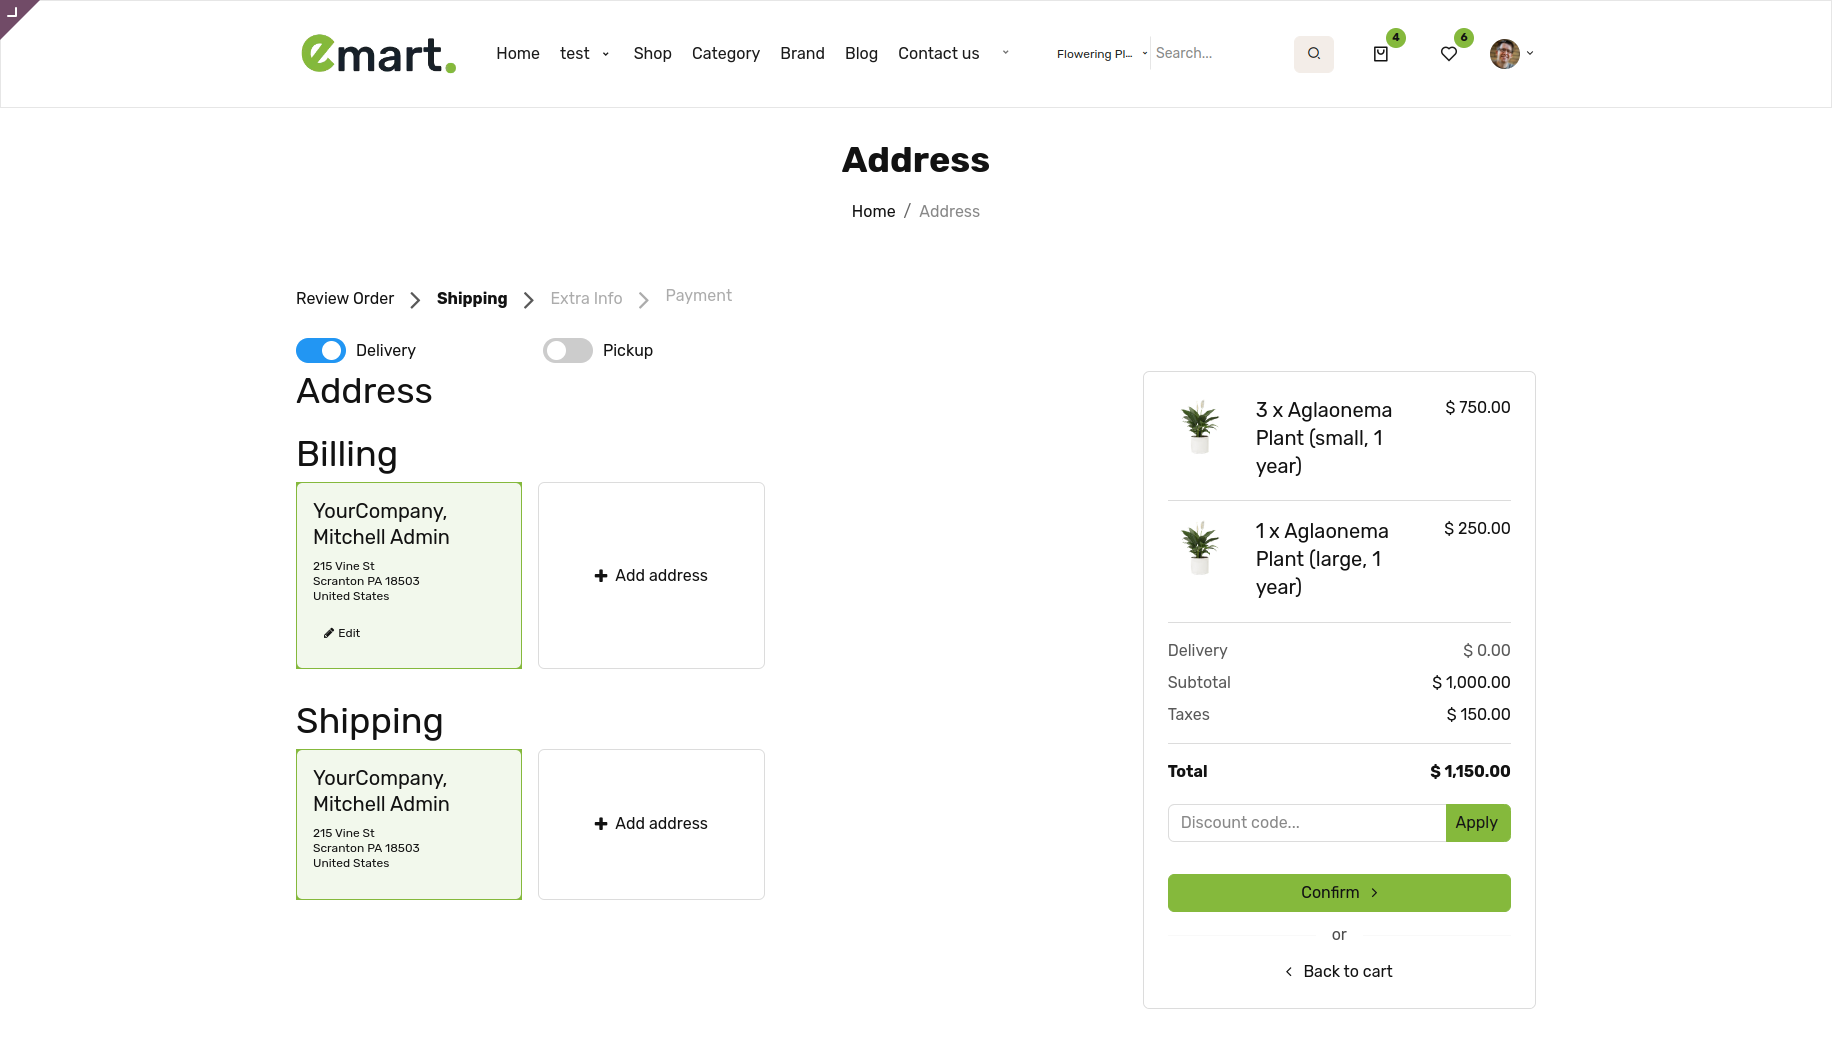 emart.
Home test Shop Category Brand Blog Contact us
Flowering Pl...
Search...
4
6
Address
Home / Address
Review Order Shipping Extra Info Payment
Delivery Pickup
Address
Billing
YourCompany,
Mitchell Admin
215 Vine St
Scranton PA 18503
United States
Edit
Add address
Shipping
YourCompany,
Mitchell Admin
215 Vine St
Scranton PA 18503
United States
Add address
3 x Aglaonema $ 750.00
Plant (small, 1
year)
1 x Aglaonema $ 250.00
Plant (large, 1
year)
Delivery $ 0.00
Subtotal $ 1,000.00
Taxes $ 150.00
Total $ 1,150.00
Discount code... Apply
Confirm
or
Back to cart